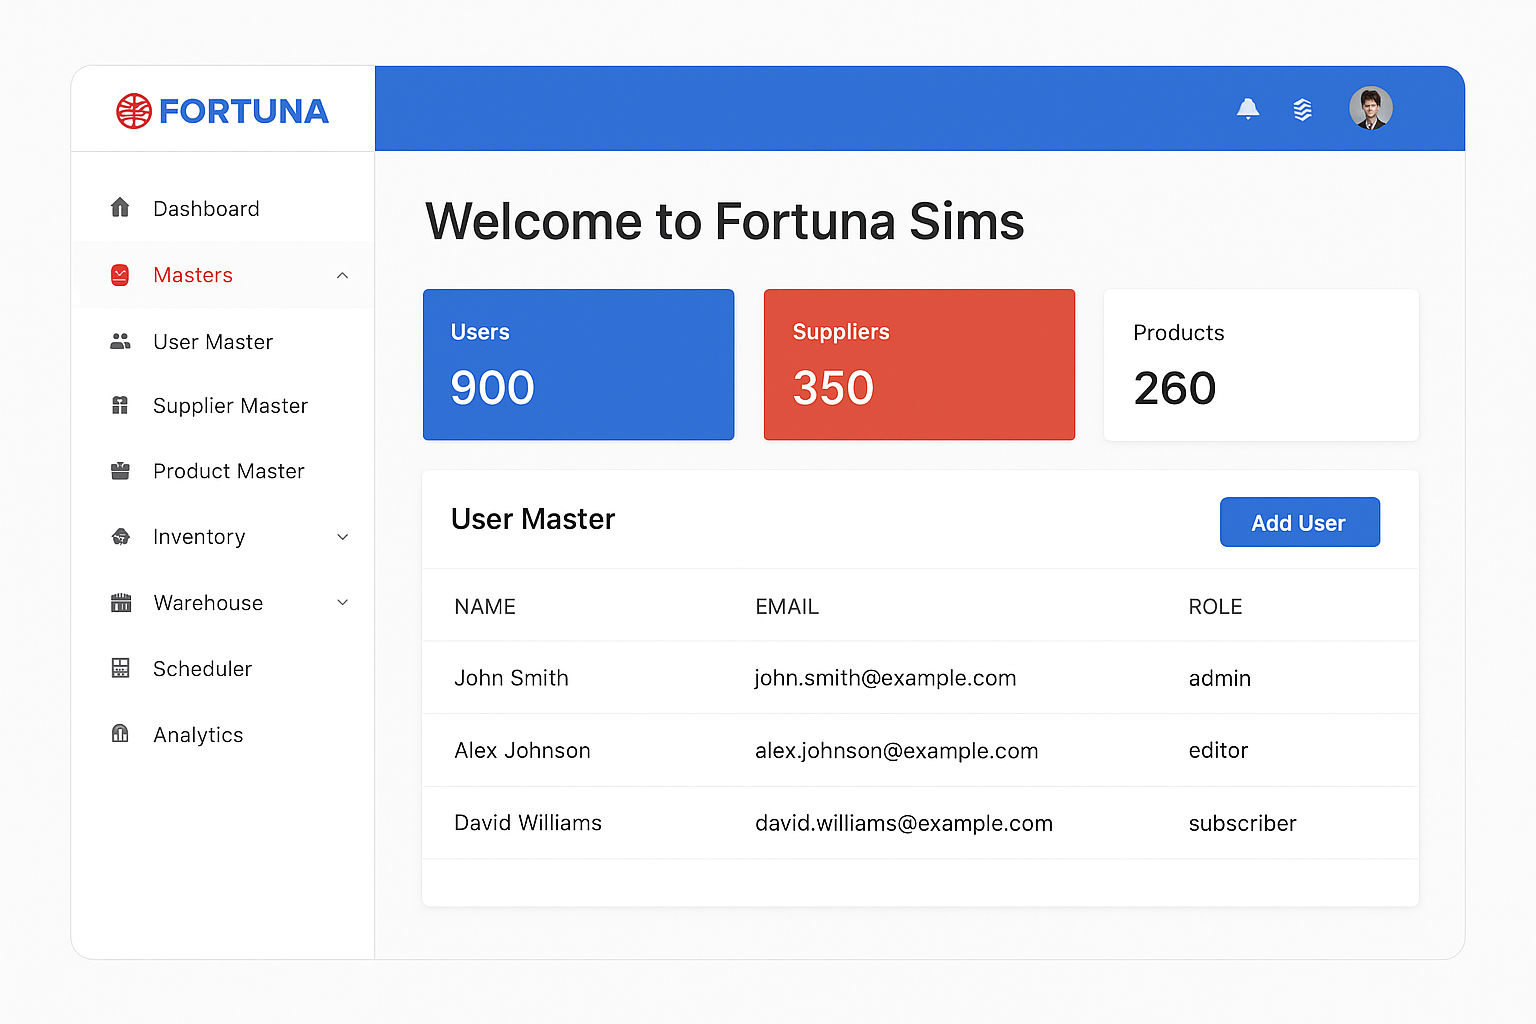 FORTUNA
Dashboard
Masters
User Master
Supplier Master
Product Master
Inventory
Warehouse
Scheduler
Analytics
Welcome to Fortuna Sims
Users
900
Suppliers
350
Products
260
User Master
Add User
NAME EMAIL ROLE
John Smith john.smith@example.com admin
Alex Johnson alex.johnson@example.com editor
David Williams david.williams@example.com subscriber